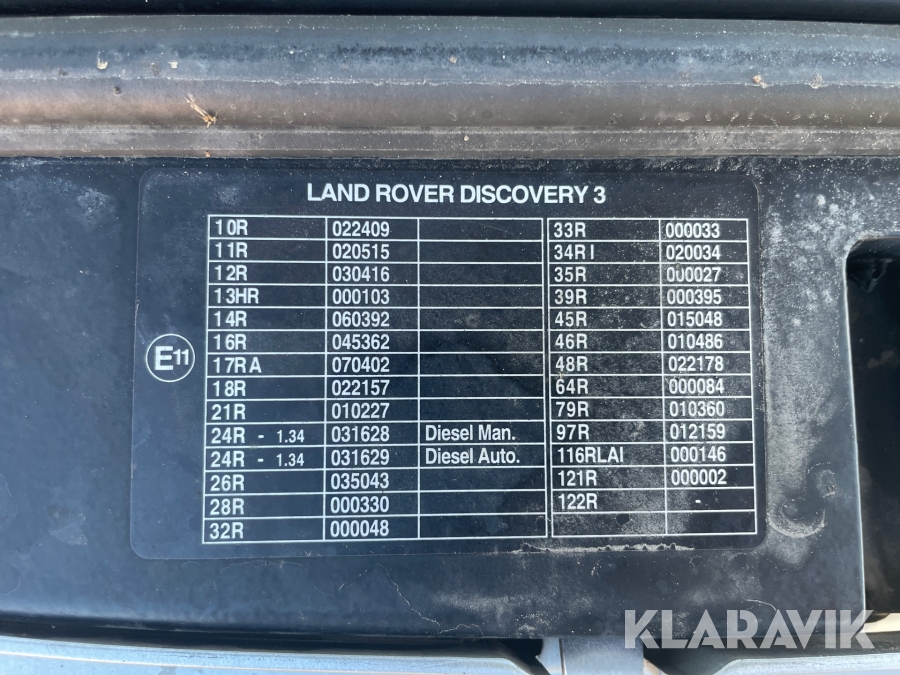 LAND ROVER DISCOVERY 3
10R 022409 33R 000033
11R 020515 34RI 020034
12R 030416 35R 000027
13HR 000103 39R 000395
14R 060392 45R 015048
16R 045362 46R 010486
E11
17RA 070402 48R 022178
18R 022157 64R 000084
21R 010227 79R 010360
24R - 1.34 031628 Diesel Man. 97R 012159
24R - 1.34 031629 Diesel Auto. 116RLAI 000146
26R 035043 121R 000002
28R 000330 122R -
32R 000048
KLARAVIK